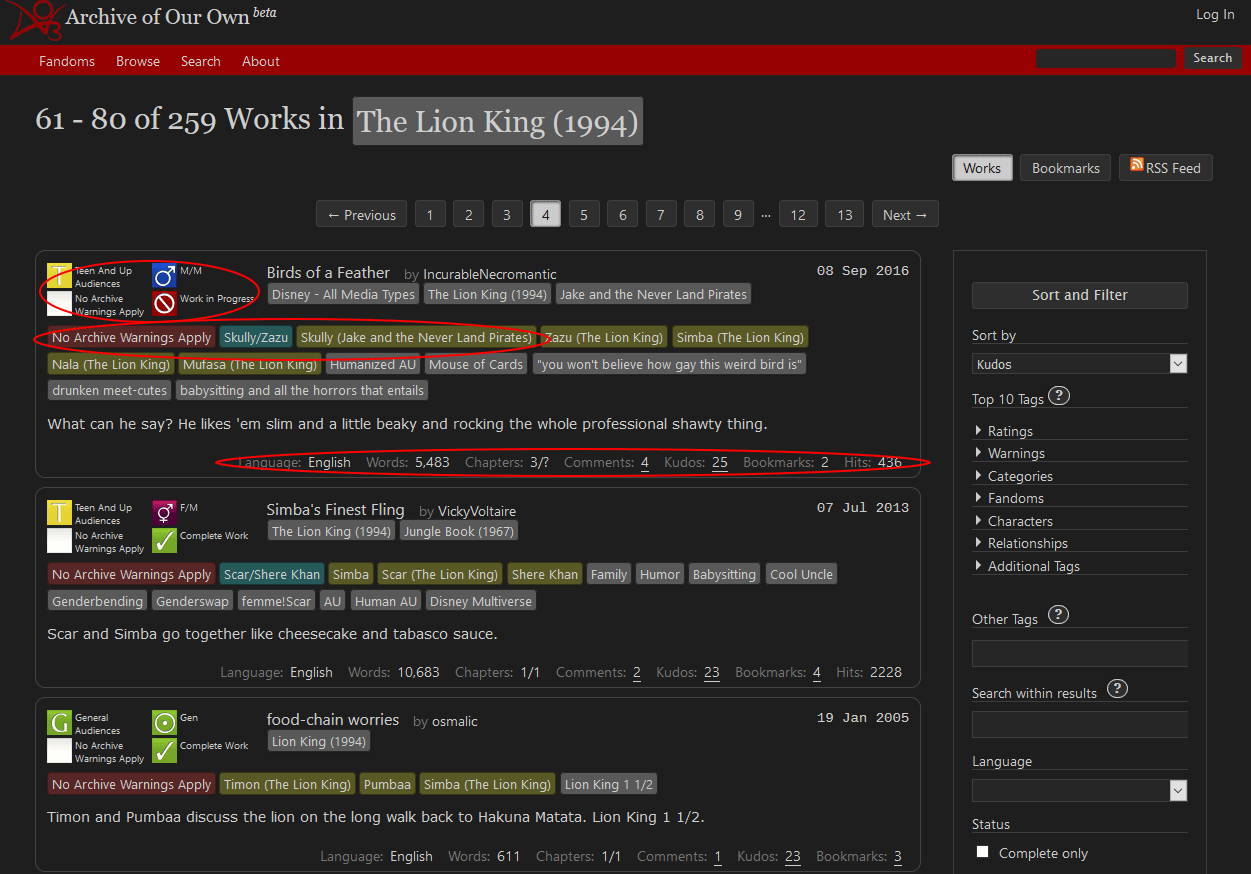 Archive of Our Own beta
Log In
Fandoms Browse Search About
Search
61 - 80 of 259 Works in The Lion King (1994)
Works Bookmarks RSS Feed
← Previous 1 2 3 4 5 6 7 8 9 ... 12 13 Next →
Teen And Up Audiences
M/M
No Archive Warnings Apply
Work in Progress
Birds of a Feather by IncurableNecromantic
08 Sep 2016
Disney - All Media Types The Lion King (1994) Jake and the Never Land Pirates
No Archive Warnings Apply Skully/Zazu Skully (Jake and the Never Land Pirates) Zazu (The Lion King) Simba (The Lion King)
Nala (The Lion King) Mufasa (The Lion King) Humanized AU Mouse of Cards "you won't believe how gay this weird bird is"
drunken meet-cutes babysitting and all the horrors that entails
What can he say? He likes 'em slim and a little beaky and rocking the whole professional shawty thing.
Language: English Words: 5,483 Chapters: 3/? Comments: 4 Kudos: 25 Bookmarks: 2 Hits: 436
T
Teen And Up Audiences
F/M
No Archive Warnings Apply
Complete Work
Simba's Finest Fling by VickyVoltaire
07 Jul 2013
The Lion King (1994) Jungle Book (1967)
No Archive Warnings Apply Scar/Shere Khan Simba Scar (The Lion King) Shere Khan Family Humor Babysitting Cool Uncle
Genderbending Genderswap femme!Scar AU Human AU Disney Multiverse
Scar and Simba go together like cheesecake and tabasco sauce.
Language: English Words: 10,683 Chapters: 1/1 Comments: 2 Kudos: 23 Bookmarks: 4 Hits: 2228
G
General Audiences
Gen
No Archive Warnings Apply
Complete Work
food-chain worries by osmalic
19 Jan 2005
Lion King (1994)
No Archive Warnings Apply Timon (The Lion King) Pumbaa Simba (The Lion King) Lion King 1 1/2
Timon and Pumbaa discuss the lion on the long walk back to Hakuna Matata. Lion King 1 1/2.
Language: English Words: 611 Chapters: 1/1 Comments: 1 Kudos: 23 Bookmarks: 3
Sort and Filter
Sort by
Kudos
Top 10 Tags ?
Ratings
Warnings
Categories
Fandoms
Characters
Relationships
Additional Tags
Other Tags ?
Search within results ?
Language
Status
Complete only